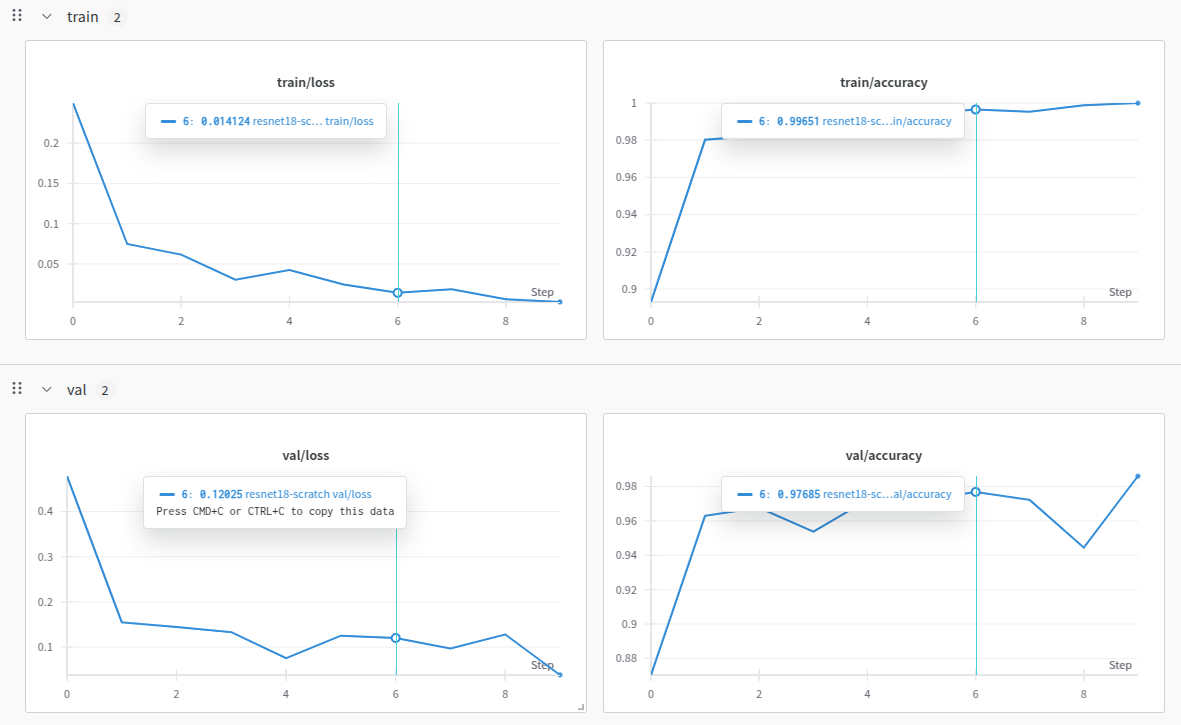 train 2
train/loss
6: 0.014124 resnet18-sc... train/loss
0.2
0.15
0.1
0.05
Step
0 2 4 6 8
train/accuracy
6: 0.99651 resnet18-sc...in/accuracy
1
0.98
0.96
0.94
0.92
0.9
Step
0 2 4 6 8
val 2
val/loss
6: 0.12025 resnet18-scratch val/loss
Press CMD+C or CTRL+C to copy this data
0.4
0.3
0.2
0.1
Step
0 2 4 6 8
val/accuracy
6: 0.97685 resnet18-sc...al/accuracy
0.98
0.96
0.94
0.92
0.9
0.88
Step
0 2 4 6 8